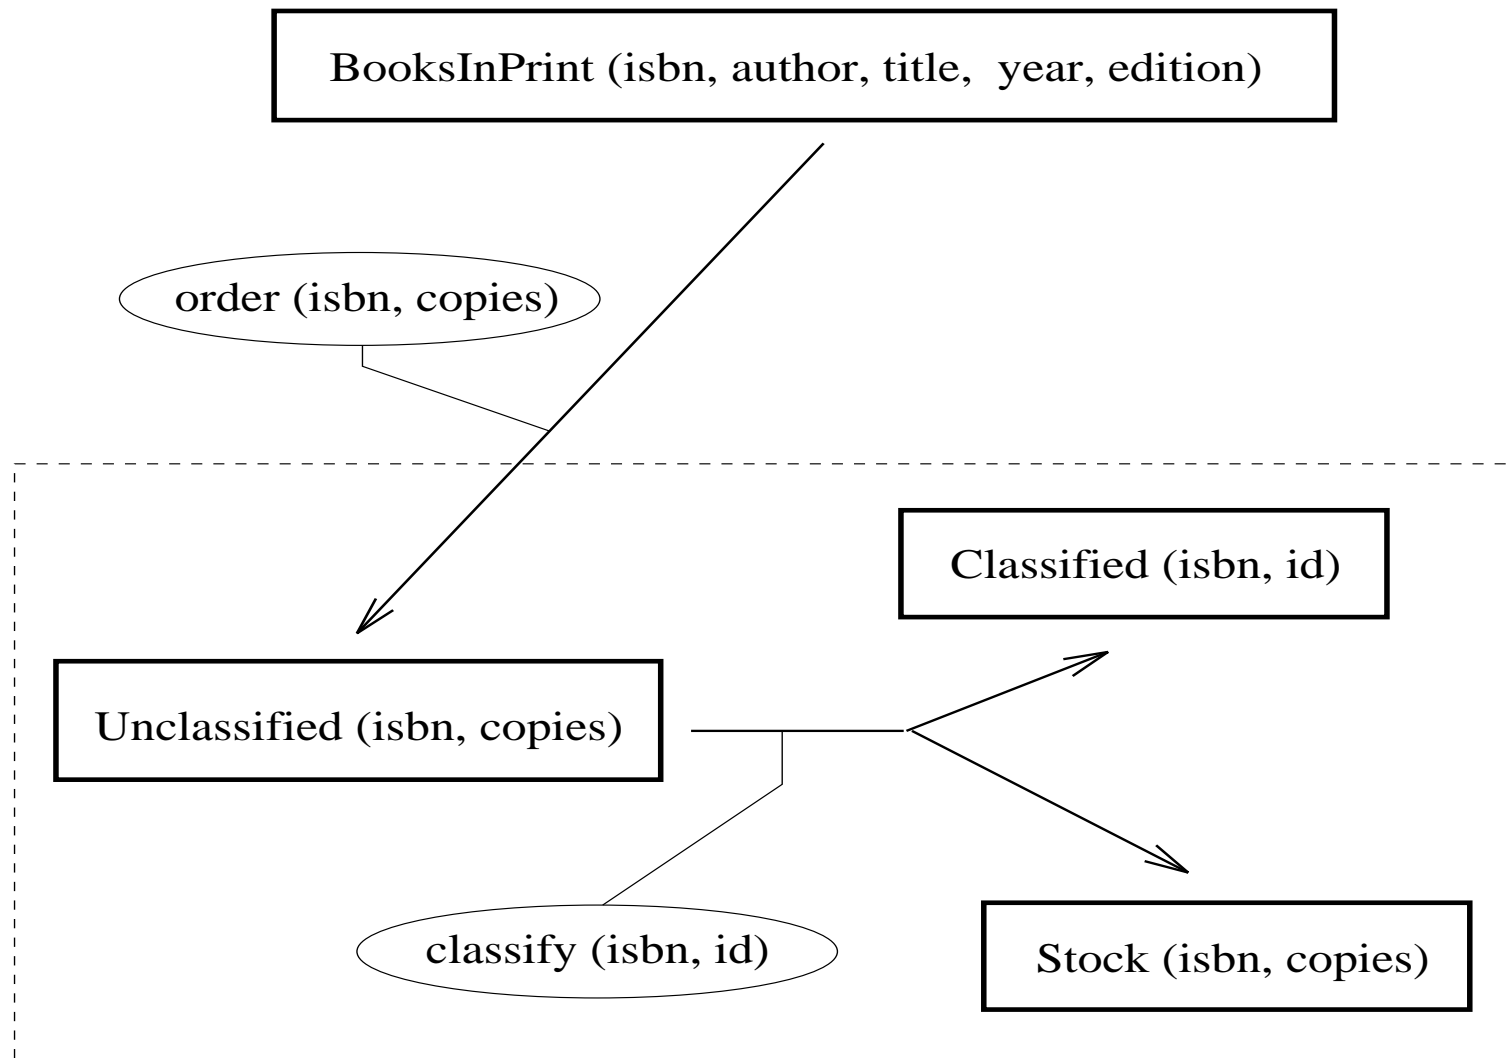 BooksInPrint (isbn, author, title, year, edition)
order (isbn, copies)
Classified (isbn, id)
Unclassified (isbn, copies)
classify (isbn, id)
Stock (isbn, copies)